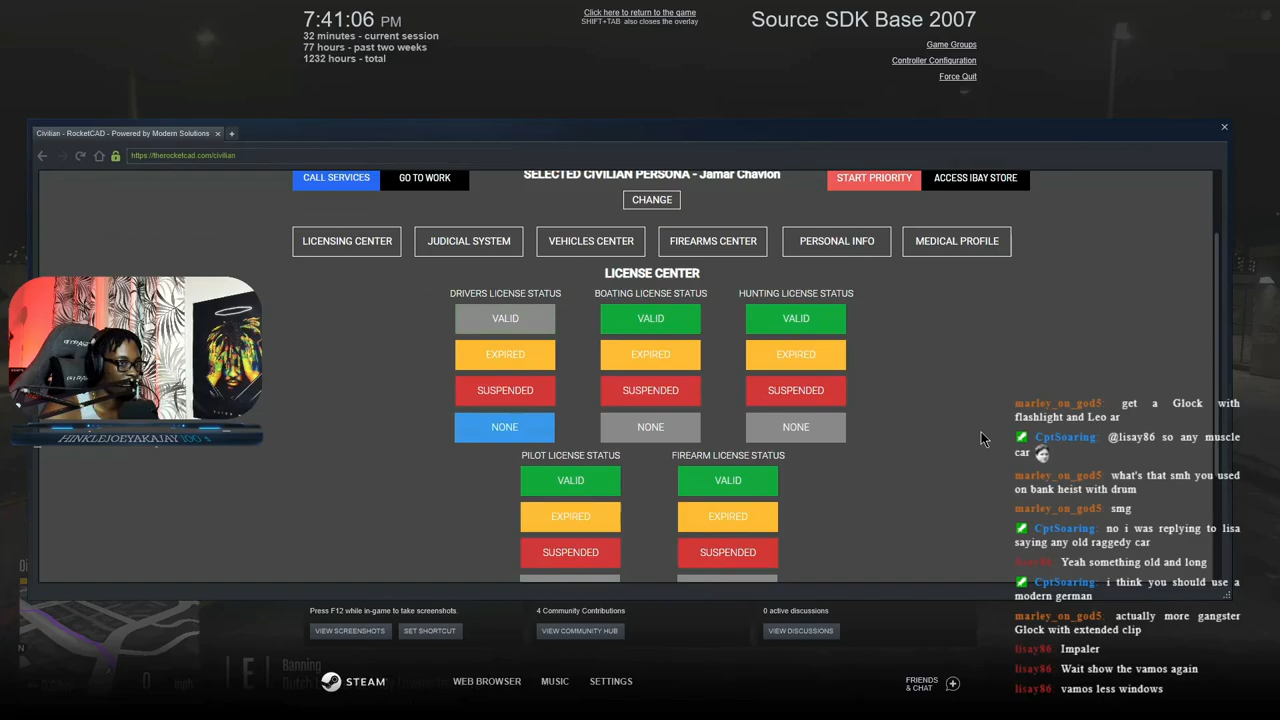 7:41:06 PM
32 minutes - current session
77 hours - past two weeks
1232 hours - total
Click here to return to the game
SHIFT+TAB also closes the overlay
Source SDK Base 2007
Game Groups
Controller Configuration
Force Quit
Civilian - RocketCAD - Powered by Modern Solutions
https://therocketcad.com/civilian
CALL SERVICES
GO TO WORK
SELECTED CIVILIAN PERSONA - Jamar Chavion
START PRIORITY
ACCESS IBAY STORE
CHANGE
LICENSING CENTER
JUDICIAL SYSTEM
VEHICLES CENTER
FIREARMS CENTER
PERSONAL INFO
MEDICAL PROFILE
LICENSE CENTER
DRIVERS LICENSE STATUS
BOATING LICENSE STATUS
HUNTING LICENSE STATUS
VALID
VALID
VALID
EXPIRED
EXPIRED
EXPIRED
SUSPENDED
SUSPENDED
SUSPENDED
NONE
NONE
NONE
PILOT LICENSE STATUS
FIREARM LICENSE STATUS
VALID
VALID
EXPIRED
EXPIRED
SUSPENDED
SUSPENDED
HINKLEJOEYAKAJAY 100 s
marley_on_god5: get a Glock with
flashlight and Leo ar
CptSoaring: @lisay86 so any muscle
car
marley_on_god5: what's that smh you used
on bank heist with drum
marley_on_god5: smg
CptSoaring: no i was replying to lisa
saying any old raggedy car
lisay86: Yeah something old and long
CptSoaring: i think you should use a
modern german
marley_on_god5: actually more gangster
Glock with extended clip
lisay86: Impaler
lisay86: Wait show the vamos again
lisay86: vamos less windows
Press F12 while in-game to take screenshots.
4 Community Contributions
0 active discussions
VIEW SCREENSHOTS
SET SHORTCUT
VIEW COMMUNITY HUB
VIEW DISCUSSIONS
N
0 mph
E
Banning
STEAM
WEB BROWSER
MUSIC
SETTINGS
FRIENDS
& CHAT